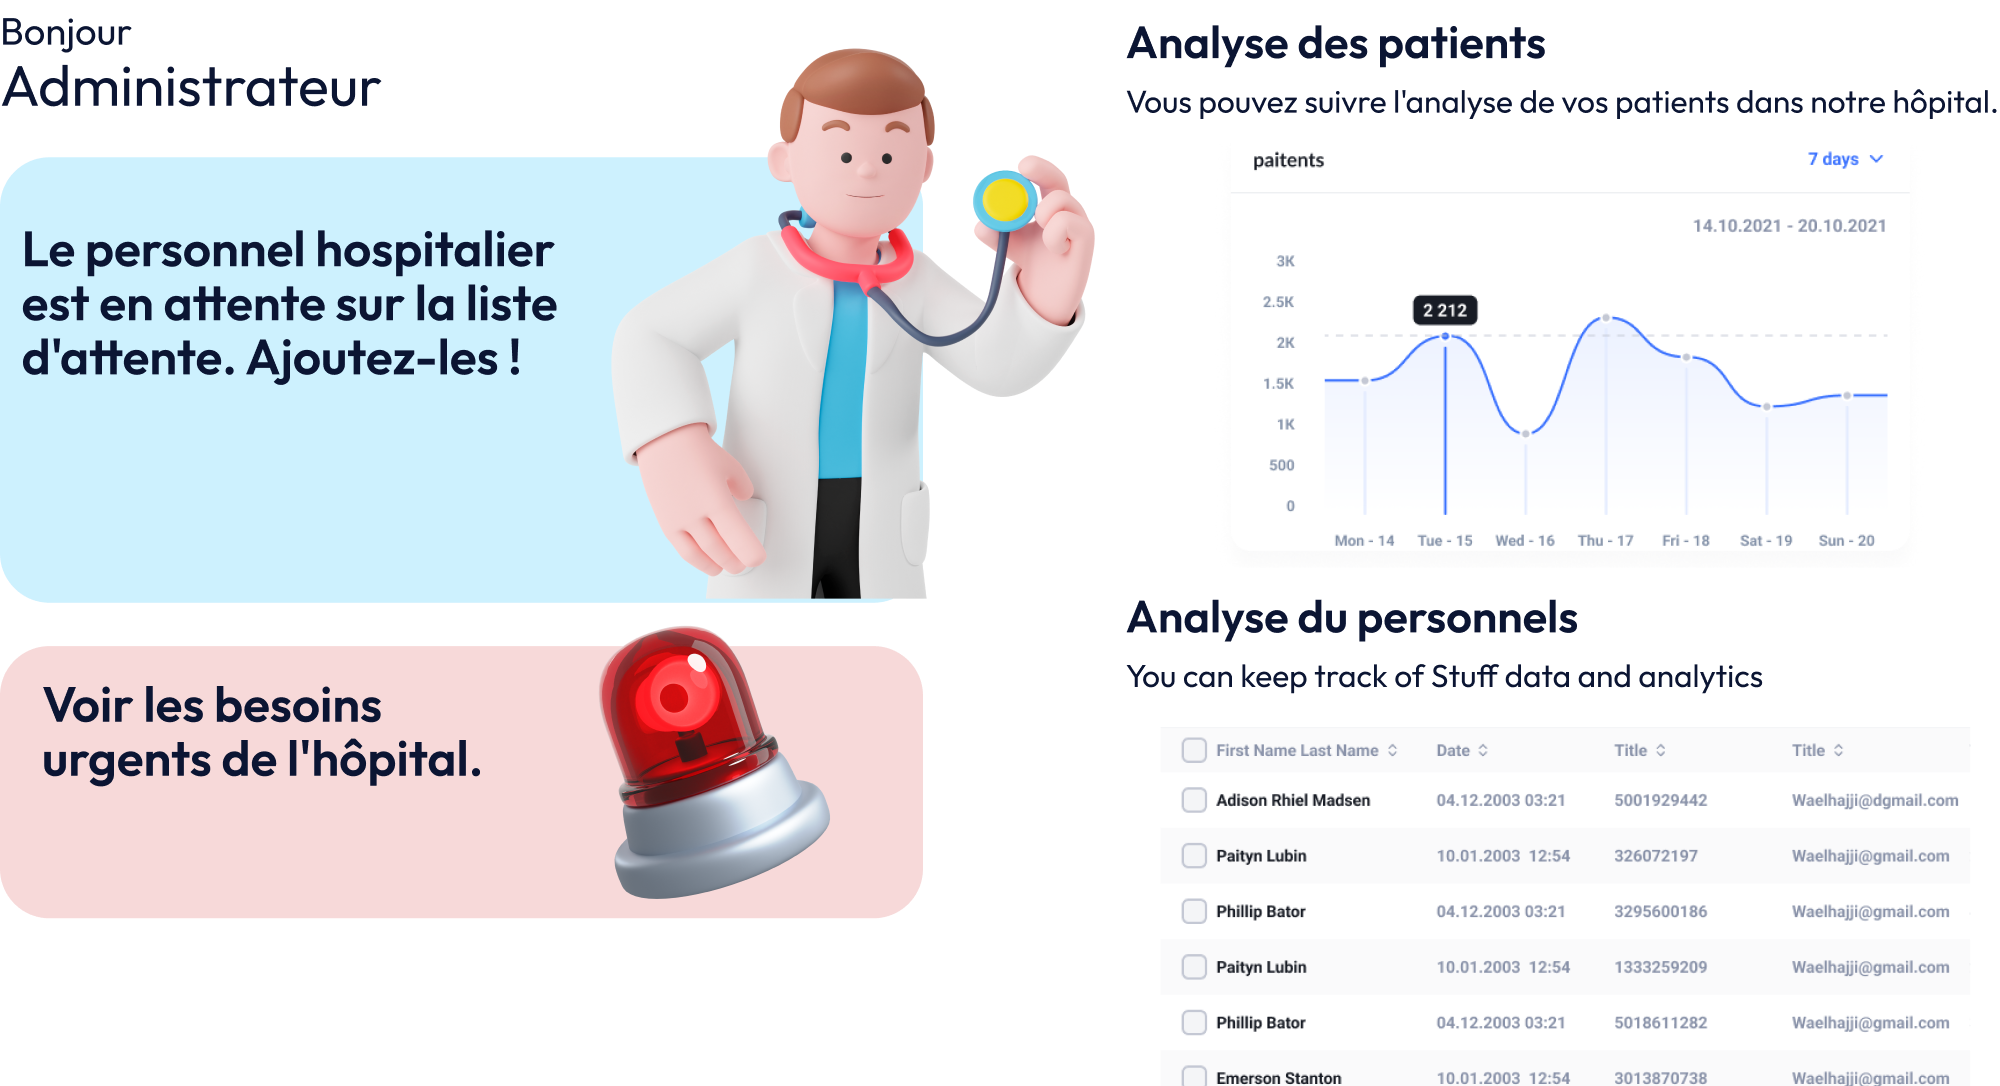 Bonjour
Administrateur
Le personnel hospitalier
est en attente sur la liste
d'attente. Ajoutez-les !
Voir les besoins
urgents de l'hôpital.
Analyse des patients
Vous pouvez suivre l'analyse de vos patients dans notre hôpital.
paitents 7 days
14.10.2021 - 20.10.2021
3K
2.5K
2 212
2K
1.5K
1K
500
0
Mon - 14 Tue - 15 Wed - 16 Thu - 17 Fri - 18 Sat - 19 Sun - 20
Analyse du personnels
You can keep track of Stuff data and analytics
First Name Last Name Date Title Title
Adison Rhiel Madsen 04.12.2003 03:21 5001929442 Waelhajji@dgmail.com
Paityn Lubin 10.01.2003 12:54 326072197 Waelhajji@gmail.com
Phillip Bator 04.12.2003 03:21 3295600186 Waelhajji@gmail.com
Paityn Lubin 10.01.2003 12:54 1333259209 Waelhajji@gmail.com
Phillip Bator 04.12.2003 03:21 5018611282 Waelhajji@gmail.com
Emerson Stanton 10.01.2003 12:54 3013870738 Waelhajji@gmail.com